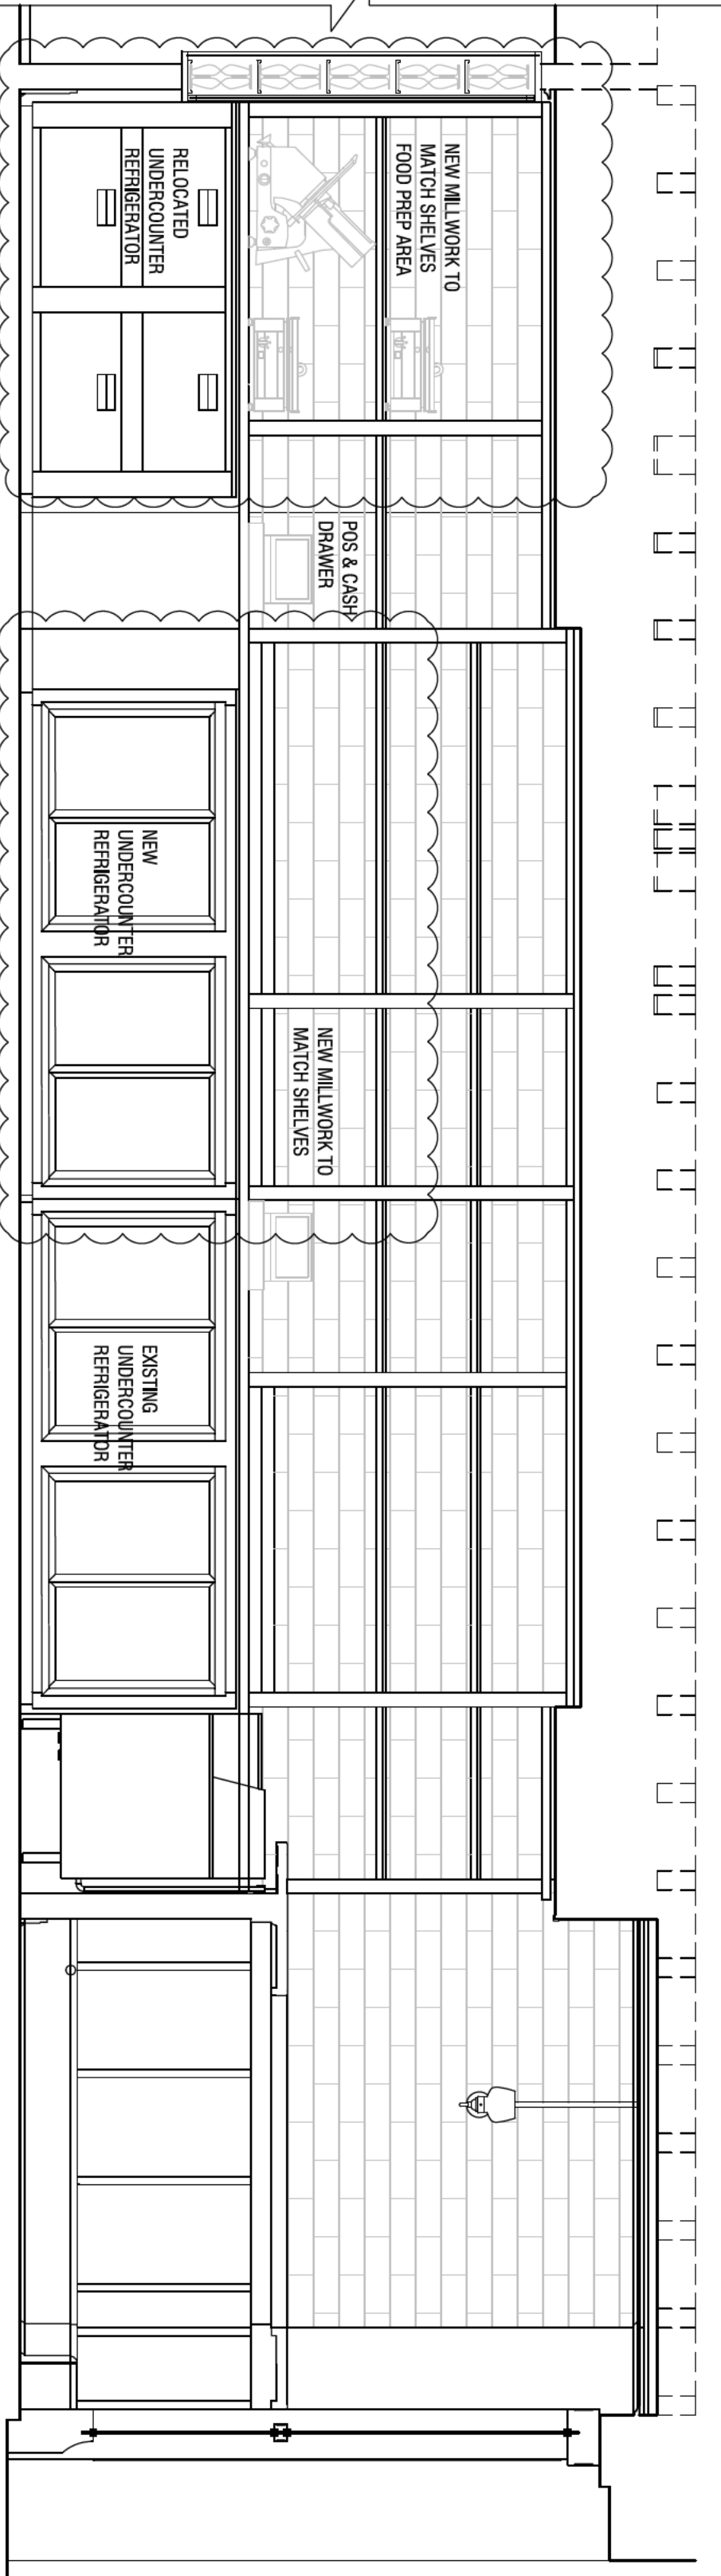 NEW MILLWORK TO
MATCH SHELVES
FOOD PREP AREA
RELOCATED
UNDERCOUNTER
REFRIGERATOR
POS & CASH
DRAWER
NEW
UNDERCOUNTER
REFRIGERATOR
NEW MILLWORK TO
MATCH SHELVES
EXISTING
UNDERCOUNTER
REFRIGERATOR